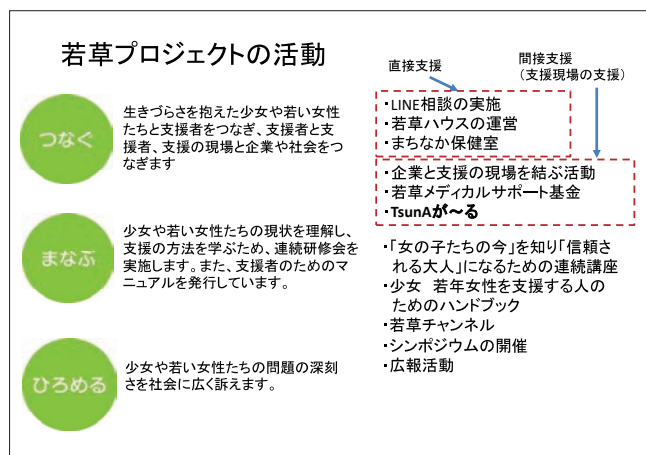 若草プロジェクトの活動
直接支援
間接支援
（支援現場の支援）
つなぐ
生きづらさを抱えた少女や若い女性
たちと支援者をつなぎ、支援者と支
援者、支援の現場と企業や社会をつ
なぎます
・LINE相談の実施
・若草ハウスの運営
・まちなか保健室
・企業と支援の現場を結ぶ活動
・若草メディカルサポート基金
・TsunAが～る
まなぶ
少女や若い女性たちの現状を理解し、
支援の方法を学ぶため、連続研修会を
実施します。また、支援者のためのマ
ニュアルを発行しています。
・「女の子たちの今」を知り「信頼さ
れる大人」になるための連続講座
・少女　若年女性を支援する人の
ためのハンドブック
・若草チャンネル
・シンポジウムの開催
・広報活動
ひろめる
少女や若い女性たちの問題の深刻
さを社会に広く訴えます。